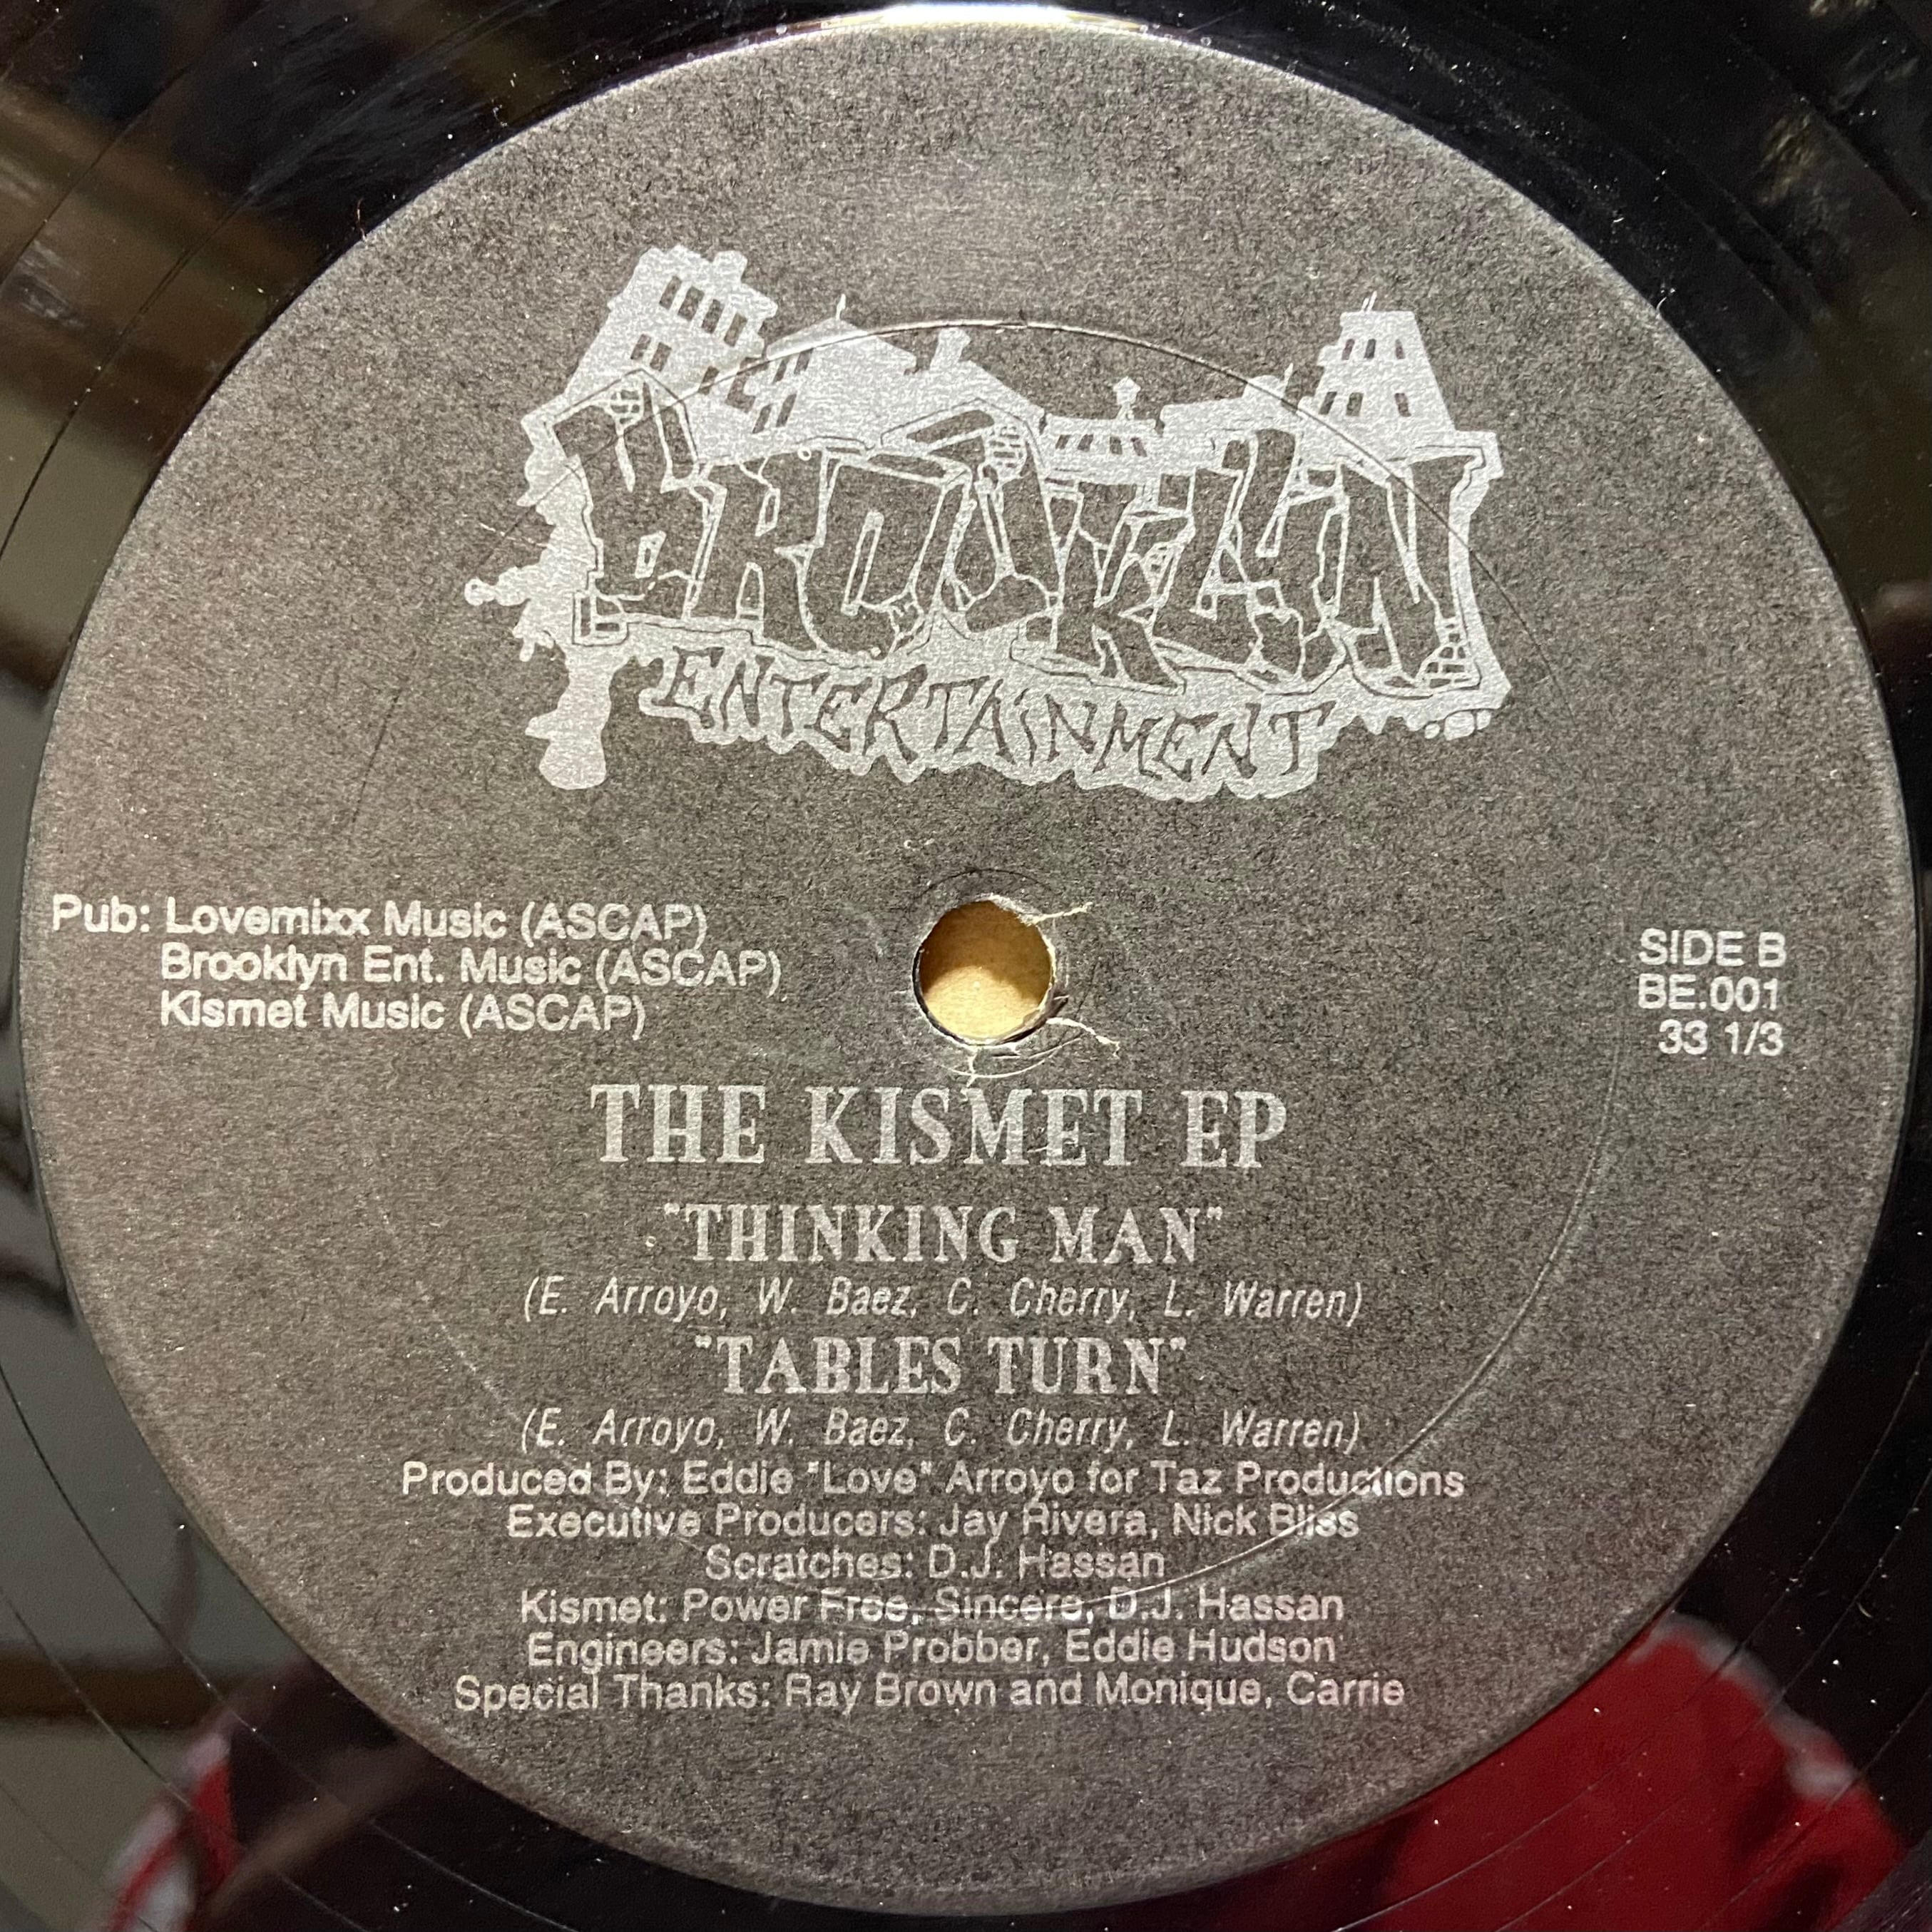 BROOKLYN
ENTERTAINMENT
Pub: Lovemixx Music (ASCAP)
Brooklyn Ent. Music (ASCAP)
Kismet Music (ASCAP)
SIDE B
BE.001
33 1/3
THE KISMET EP
"THINKING MAN"
(E. Arroyo, W. Baez, C. Cherry, L. Warren)
"TABLES TURN"
(E. Arroyo, W. Baez, C. Cherry, L. Warren)
Produced By: Eddie "Love" Arroyo for Taz Productions
Executive Producers: Jay Rivera, Nick Bliss
Scratches: D.J. Hassan
Kismet: Power Free, Sincere, D.J. Hassan
Engineers: Jamie Probber, Eddie Hudson
Special Thanks: Ray Brown and Monique, Carrie